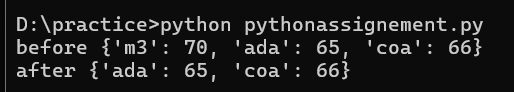 D:\practice>python pythonassignement.py
before {'m3': 70, 'ada': 65, 'coa': 66}
after {'ada': 65, 'coa': 66}